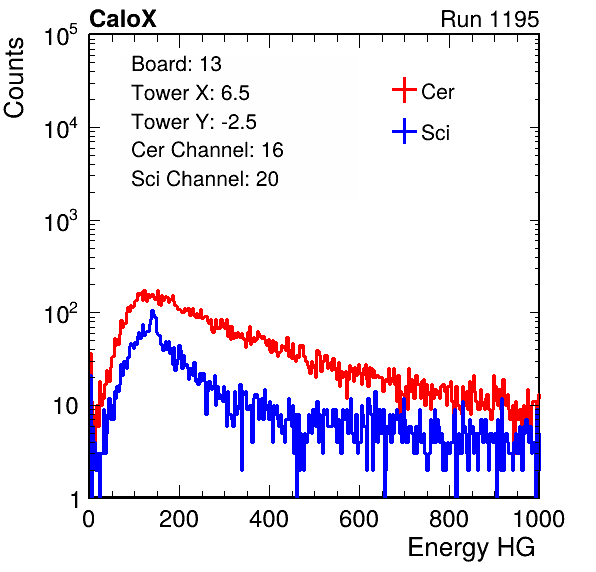 CaloX Run 1195
Counts
10^5
10^4
10^3
10^2
10
1
Board: 13
Tower X: 6.5
Tower Y: -2.5
Cer Channel: 16
Sci Channel: 20
Cer
Sci
0 200 400 600 800 1000
Energy HG